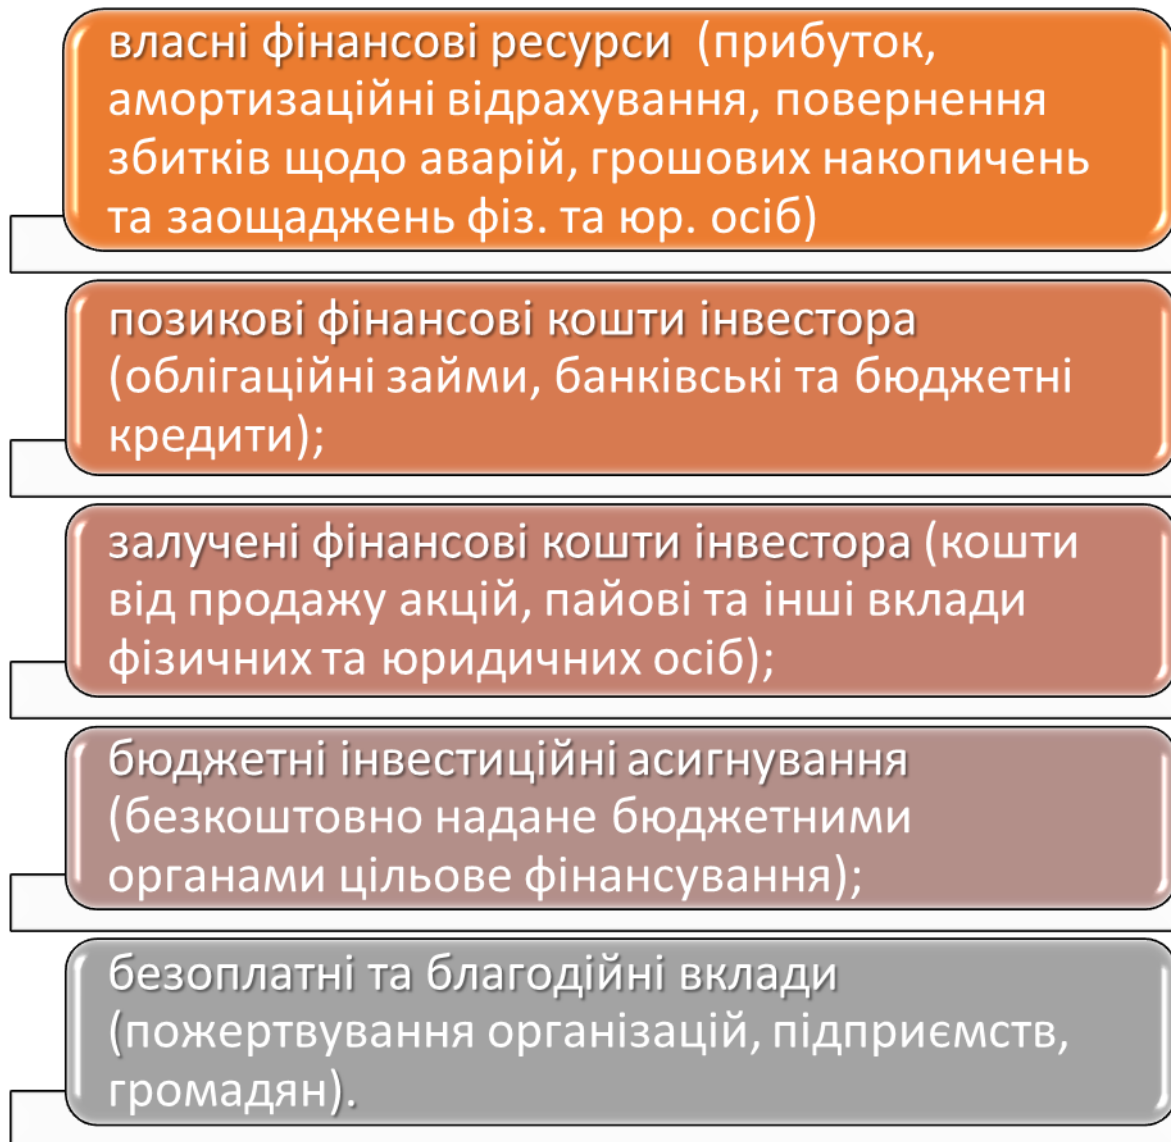 власні фінансові ресурси (прибуток,
амортизаційні відрахування, повернення
збитків щодо аварій, грошових накопичень
та заощаджень фіз. та юр. осіб)
позикові фінансові кошти інвестора
(облігаційні займи, банківські та бюджетні
кредити);
залучені фінансові кошти інвестора (кошти
від продажу акцій, пайові та інші вклади
фізичних та юридичних осіб);
бюджетні інвестиційні асигнування
(безкоштовно надане бюджетними
органами цільове фінансування);
безоплатні та благодійні вклади
(пожертвування організацій, підприємств,
громадян).